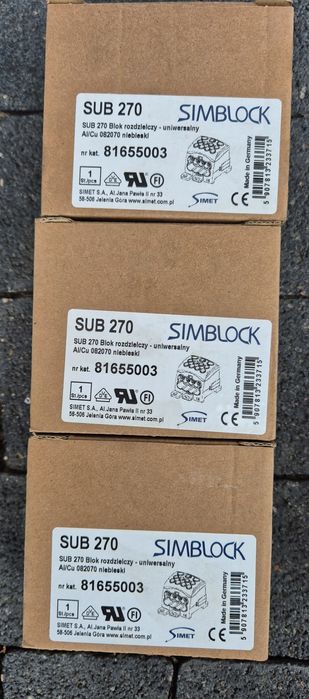 SUB 270
SIMBLOCK
SUB 270 Blok rozdzielczy - uniwersalny
Al/Cu 082070 niebieski
nr kat. 81655003
1
St./pcs
SIMET S.A., Al.Jana Pawła II nr 33
58-506 Jelenia Góra www.simet.com.pl
SIMET
CE
Made in Germany
5 907813 233715
SUB 270
SIMBLOCK
SUB 270 Blok rozdzielczy - uniwersalny
Al/Cu 082070 niebieski
nr kat. 81655003
1
St./pcs
SIMET S.A., Al.Jana Pawła II nr 33
58-506 Jelenia Góra www.simet.com.pl
SIMET
CE
Made in Germany
5 907813 233715
SUB 270
SIMBLOCK
SUB 270 Blok rozdzielczy - uniwersalny
Al/Cu 082070 niebieski
nr kat. 81655003
1
St./pcs
SIMET S.A., Al.Jana Pawła II nr 33
58-506 Jelenia Góra www.simet.com.pl
SIMET
CE
Made in Germany
5 907813 233715